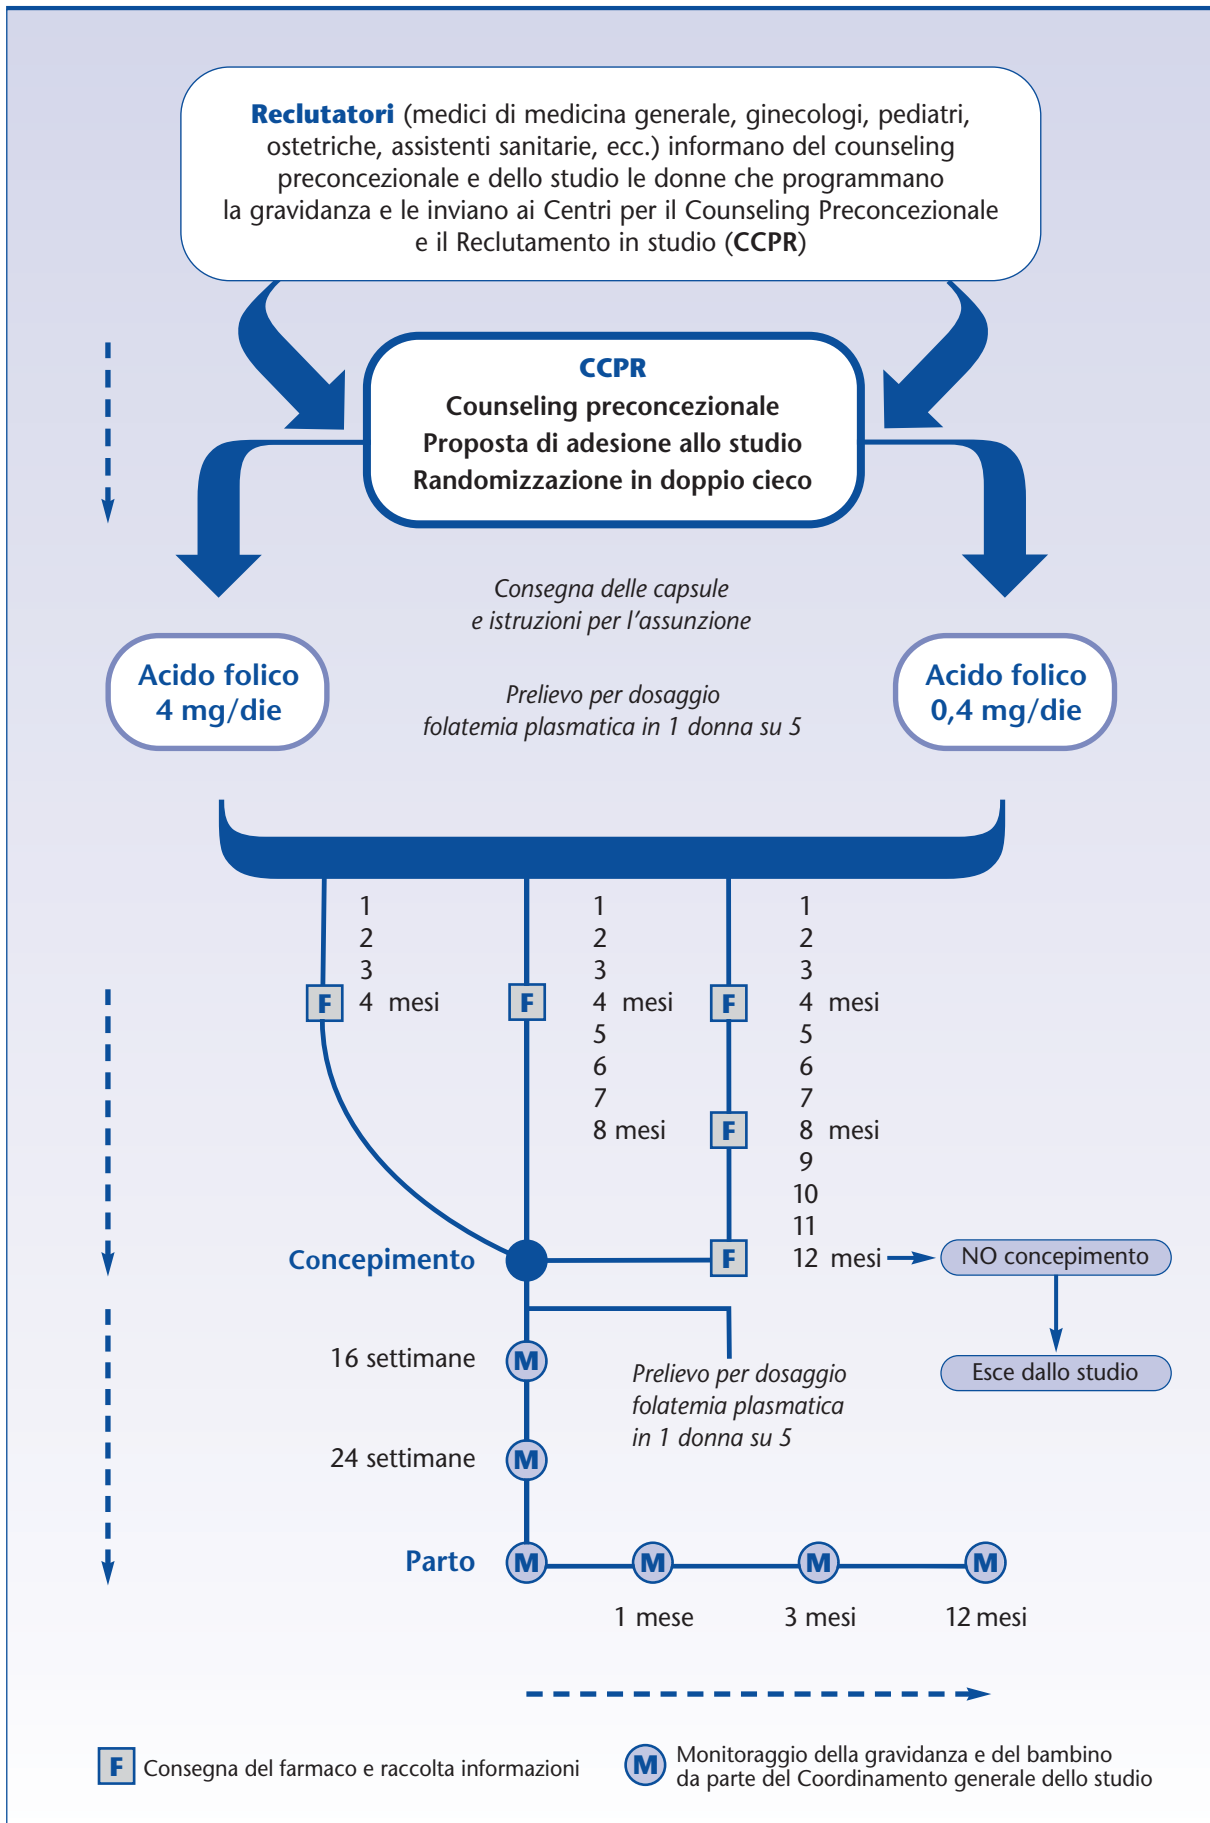 Reclutatori (medici di medicina generale, ginecologi, pediatri,
ostetriche, assistenti sanitarie, ecc.) informano del counseling
preconcezionale e dello studio le donne che programmano
la gravidanza e le inviano ai Centri per il Counseling Preconcezionale
e il Reclutamento in studio (CCPR)
CCPR
Counseling preconcezionale
Proposta di adesione allo studio
Randomizzazione in doppio cieco
Consegna delle capsule
e istruzioni per l'assunzione
Acido folico
4 mg/die
Prelievo per dosaggio
folatemia plasmatica in 1 donna su 5
Acido folico
0,4 mg/die
1
2
3
F 4 mesi
1
2
3
F 4 mesi
5
6
7
8 mesi
1
2
3
F 4 mesi
5
6
7
F 8 mesi
9
10
11
F 12 mesi
NO concepimento
Esce dallo studio
Concepimento
16 settimane M
Prelievo per dosaggio
folatemia plasmatica
in 1 donna su 5
24 settimane M
Parto M M M M
1 mese 3 mesi 12 mesi
F Consegna del farmaco e raccolta informazioni
M Monitoraggio della gravidanza e del bambino
da parte del Coordinamento generale dello studio